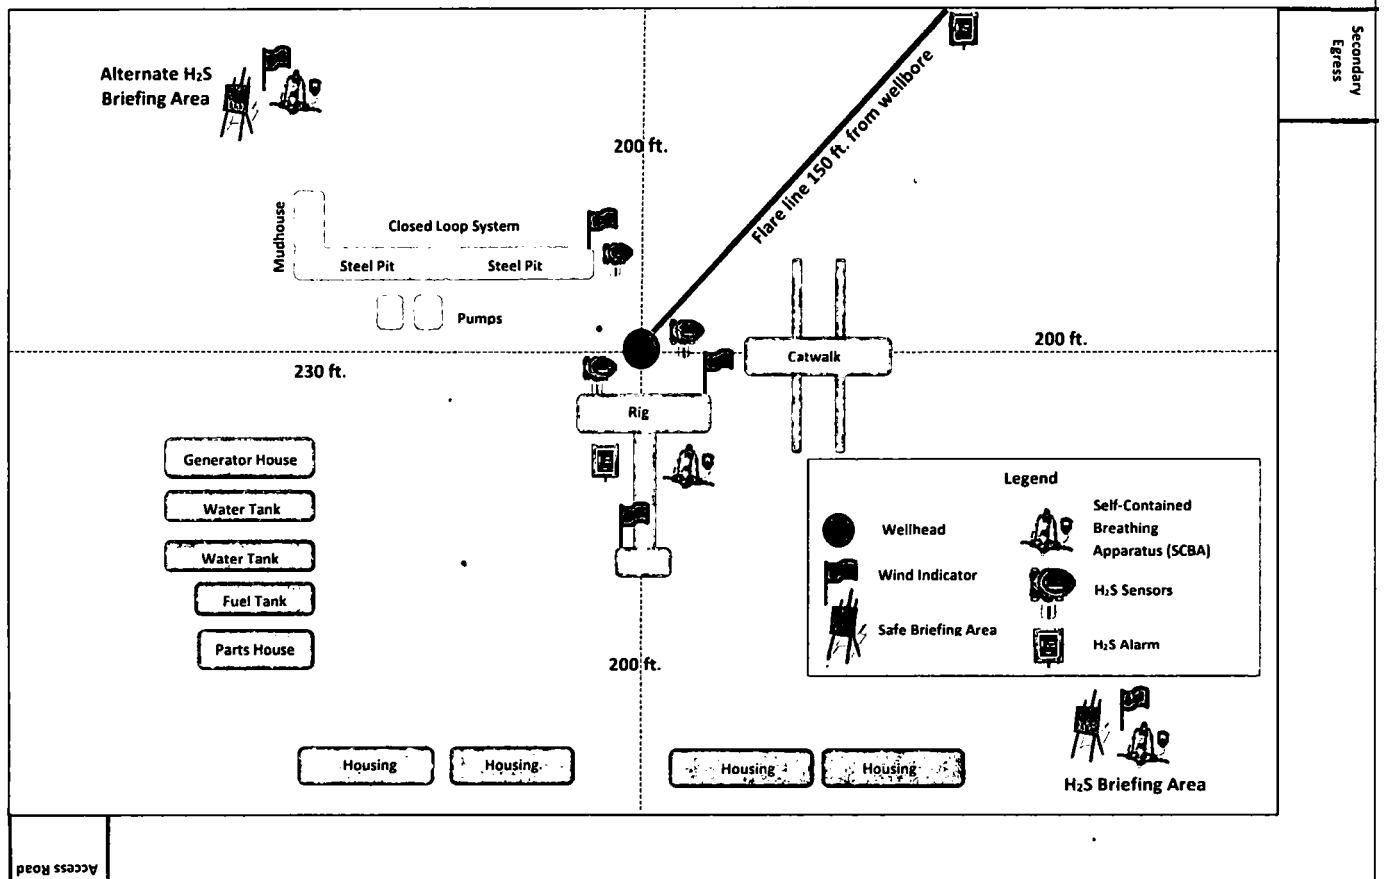 Secondary
Egress
Alternate H₂S
Briefing Area
200 ft.
Flare line 150 ft. from wellbore
Mudhouse
Closed Loop System
Steel Pit
Steel Pit
Pumps
230 ft.
Catwalk
200 ft.
Rig
Generator House
Water Tank
Water Tank
Fuel Tank
Parts House
200 ft.
Legend
Wellhead
Wind Indicator
Safe Briefing Area
Self-Contained
Breathing
Apparatus (SCBA)
H₂S Sensors
H₂S Alarm
Housing
Housing
Housing
Housing
H₂S Briefing Area
Access Road